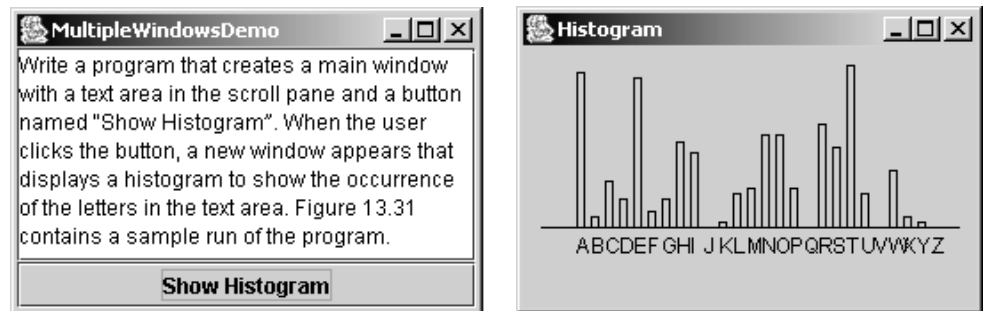 MultipleWindowsDemo
Write a program that creates a main window
with a text area in the scroll pane and a button
named "Show Histogram". When the user
clicks the button, a new window appears that
displays a histogram to show the occurrence
of the letters in the text area. Figure 13.31
contains a sample run of the program.
Show Histogram
Histogram
ABCDEFGHI JKLMNOPQRSTUVWXYZ